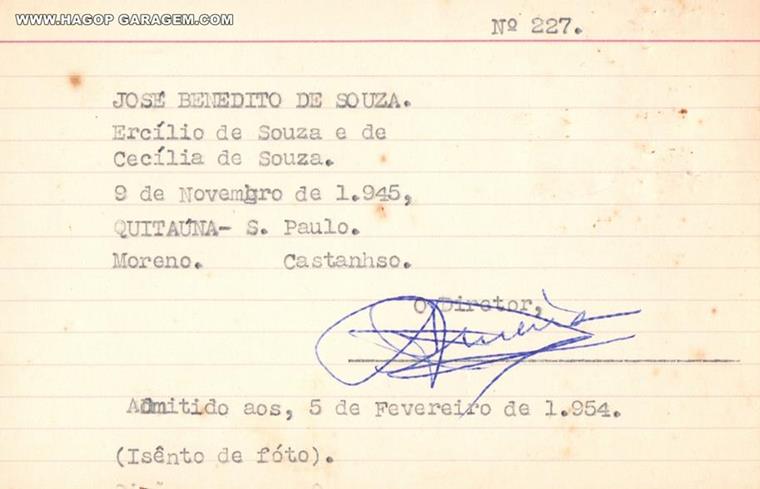 WWW.HAGOP GARAGEM.COM
Nº 227.
JOSÉ BENEDITO DE SOUZA.
Ercílio de Souza e de
Cecília de Souza.
9 de Novembro de 1.945,
QUITAÚNA- S. Paulo.
Moreno. Castanhso.
O Diretor,
Admitido aos, 5 de Fevereiro de 1.954.
(Isênto de fóto).